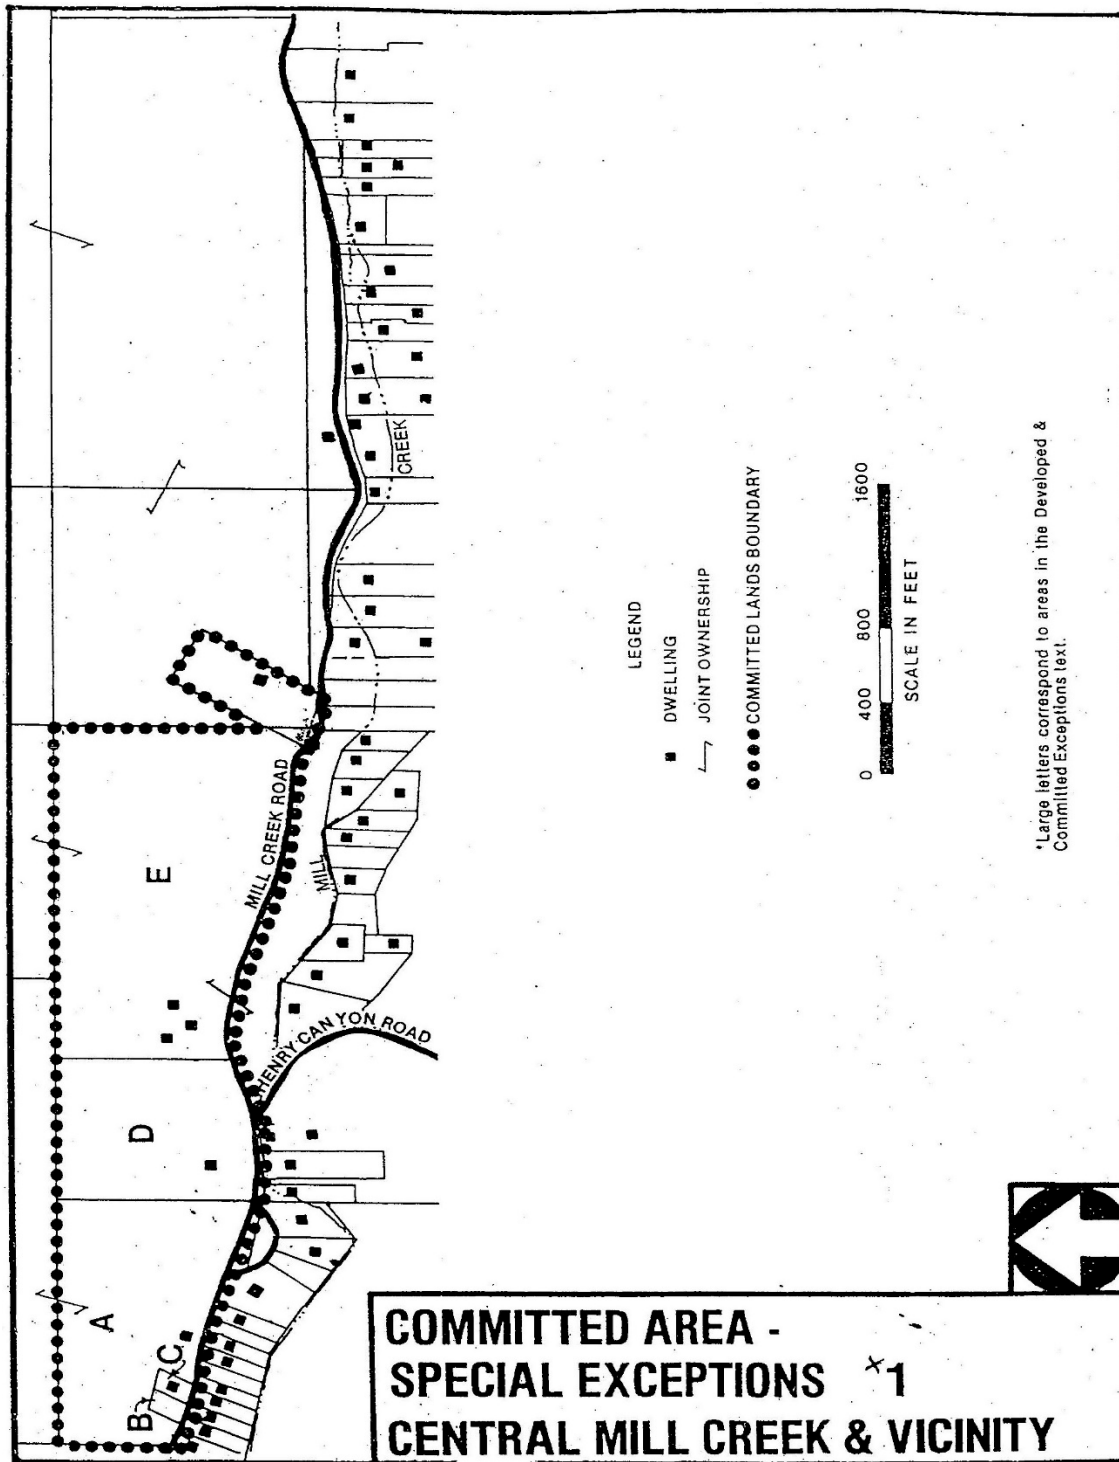 CREEK
MILL CREEK ROAD
MILL
HENRY CANYON ROAD
E
D
A
B
C
LEGEND
DWELLING
JOINT OWNERSHIP
COMMITTED LANDS BOUNDARY
0 400 800 1600
SCALE IN FEET
*Large letters correspond to areas in the Developed &
Committed Exceptions text.
COMMITTED AREA -
SPECIAL EXCEPTIONS x1
CENTRAL MILL CREEK & VICINITY